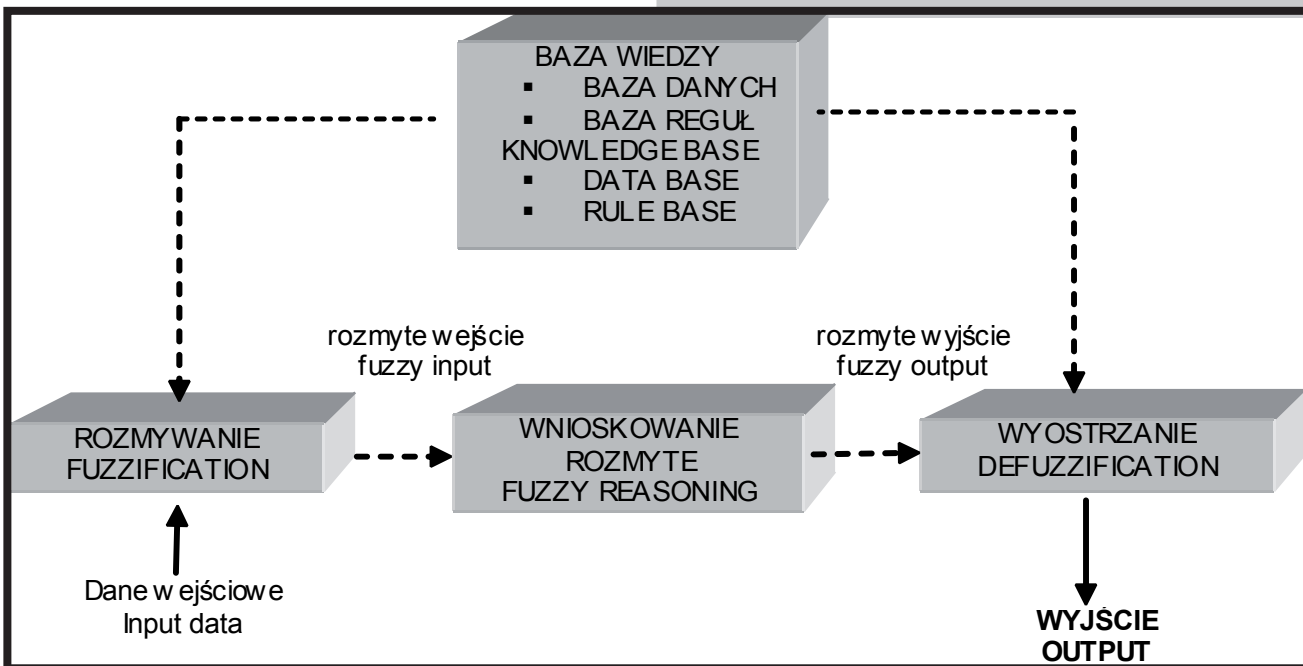 BAZA WIEDZY
▪ BAZA DANYCH
▪ BAZA REGUŁ
KNOWLEDGE BASE
▪ DATA BASE
▪ RULE BASE
rozmyte wejście
fuzzy input
rozmyte wyjście
fuzzy output
ROZMYWANIE
FUZZIFICATION
WNIOSKOWANIE
ROZMYTE
FUZZY REASONING
WYOSTRZANIE
DEFUZZIFICATION
Dane wejściowe
Input data
WYJŚCIE
OUTPUT